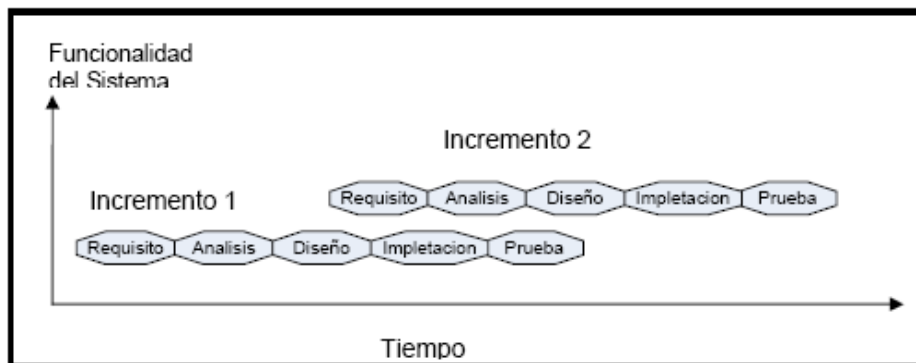 Funcionalidad
del Sistema
Incremento 2
Requisito Analisis Diseño Impletacion Prueba
Incremento 1
Requisito Analisis Diseño Impletacion Prueba
Tiempo